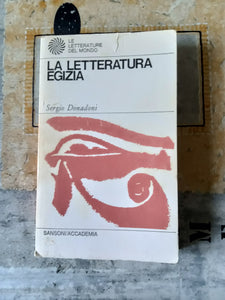 LE
LETTERATURE
DEL MONDO
LA LETTERATURA
EGIZIA
Sergio Donadoni
SANSONI/ACCADEMIA